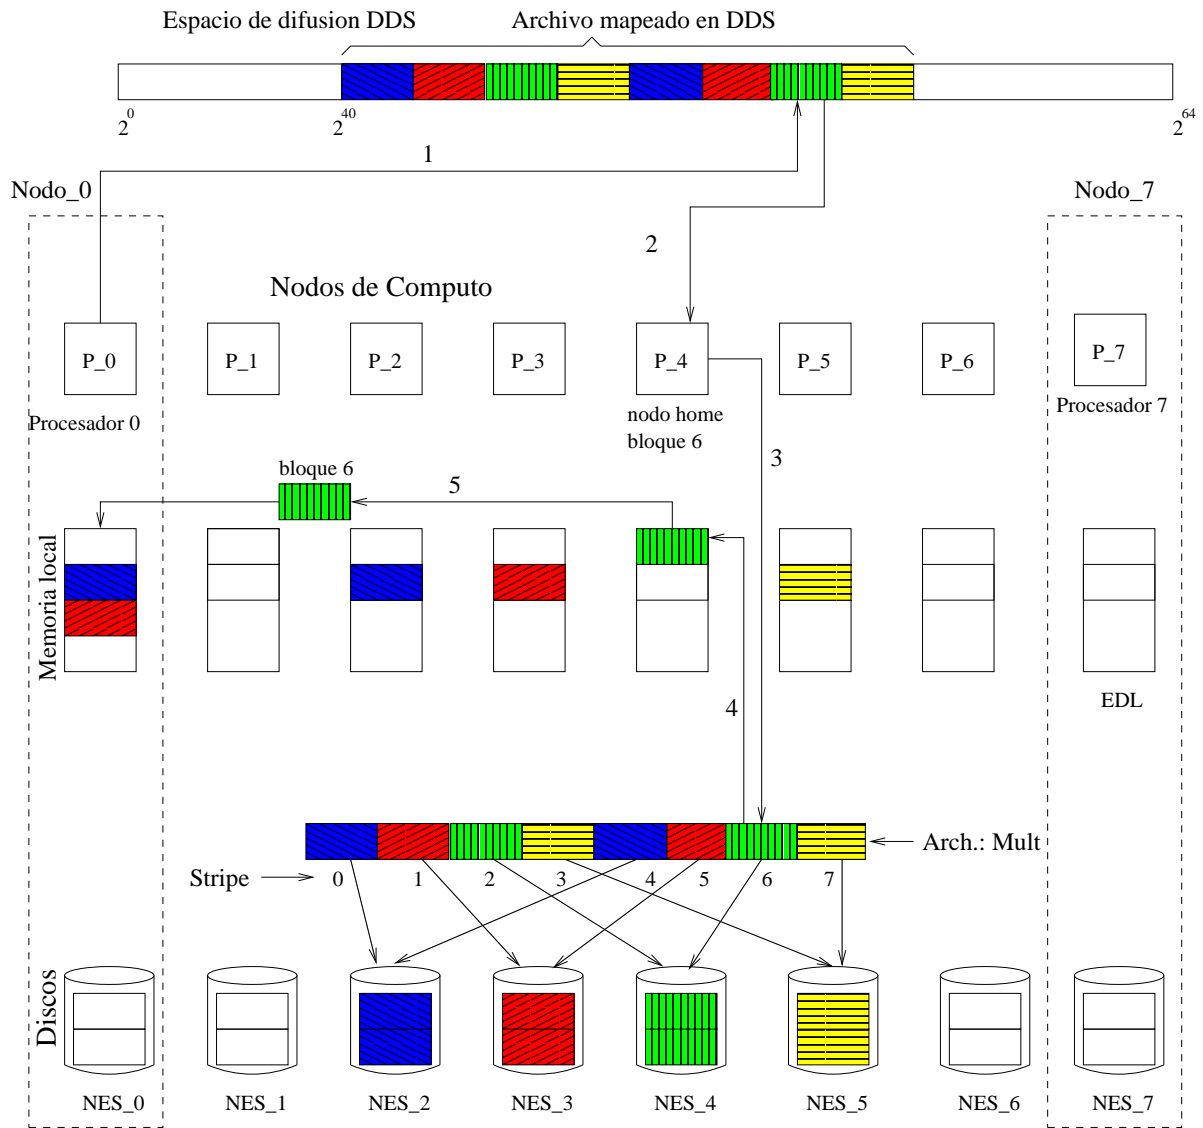 Espacio de difusion DDS
Archivo mapeado en DDS
2^0
2^40
2^64
1
Nodo_0
Nodo_7
2
Nodos de Computo
P_0
P_1
P_2
P_3
P_4
P_5
P_6
P_7
Procesador 0
nodo home
bloque 6
Procesador 7
3
bloque 6
5
Memoria local
EDL
4
Arch.: Mult
Stripe
0
1
2
3
4
5
6
7
Discos
NES_0
NES_1
NES_2
NES_3
NES_4
NES_5
NES_6
NES_7